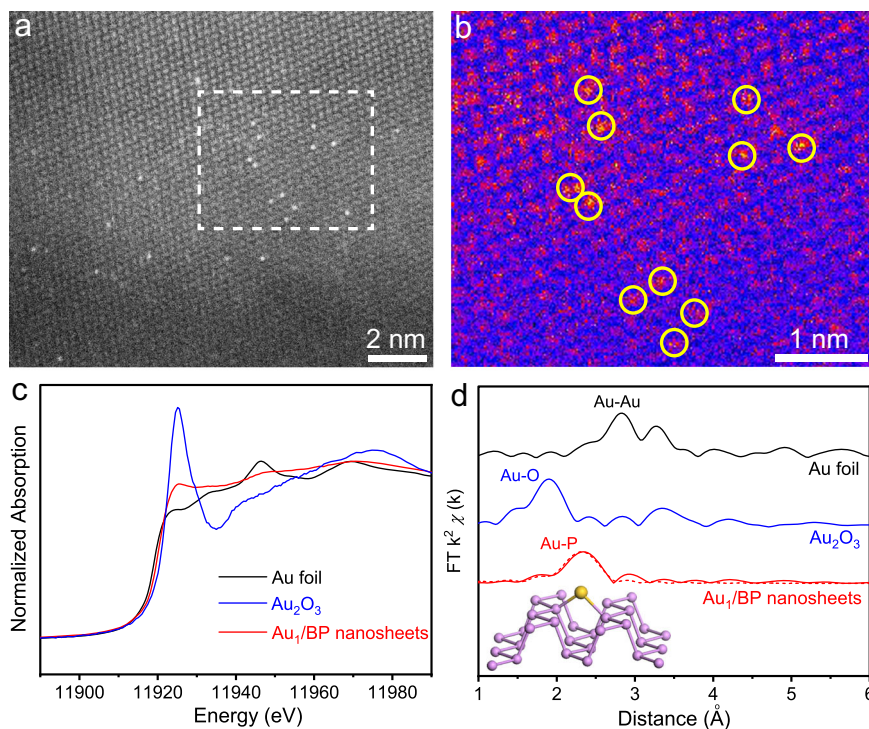 a
2 nm
b
1 nm
c
Normalized Absorption
Au foil
Au₂O₃
Au₁/BP nanosheets
11900 11920 11940 11960 11980
Energy (eV)
d
FT k² χ (k)
Au-Au
Au foil
Au-O
Au₂O₃
Au-P
Au₁/BP nanosheets
1 2 3 4 5 6
Distance (Å)